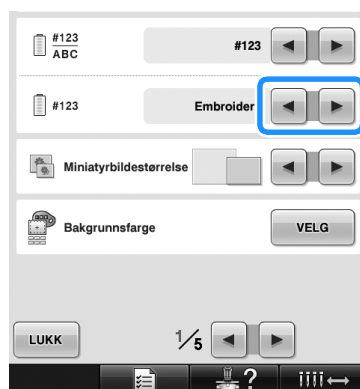 #123
ABC
#123
#123
Embroider
Miniatyrbildestørrelse
Bakgrunnsfarge
VELG
LUKK
1/5
?